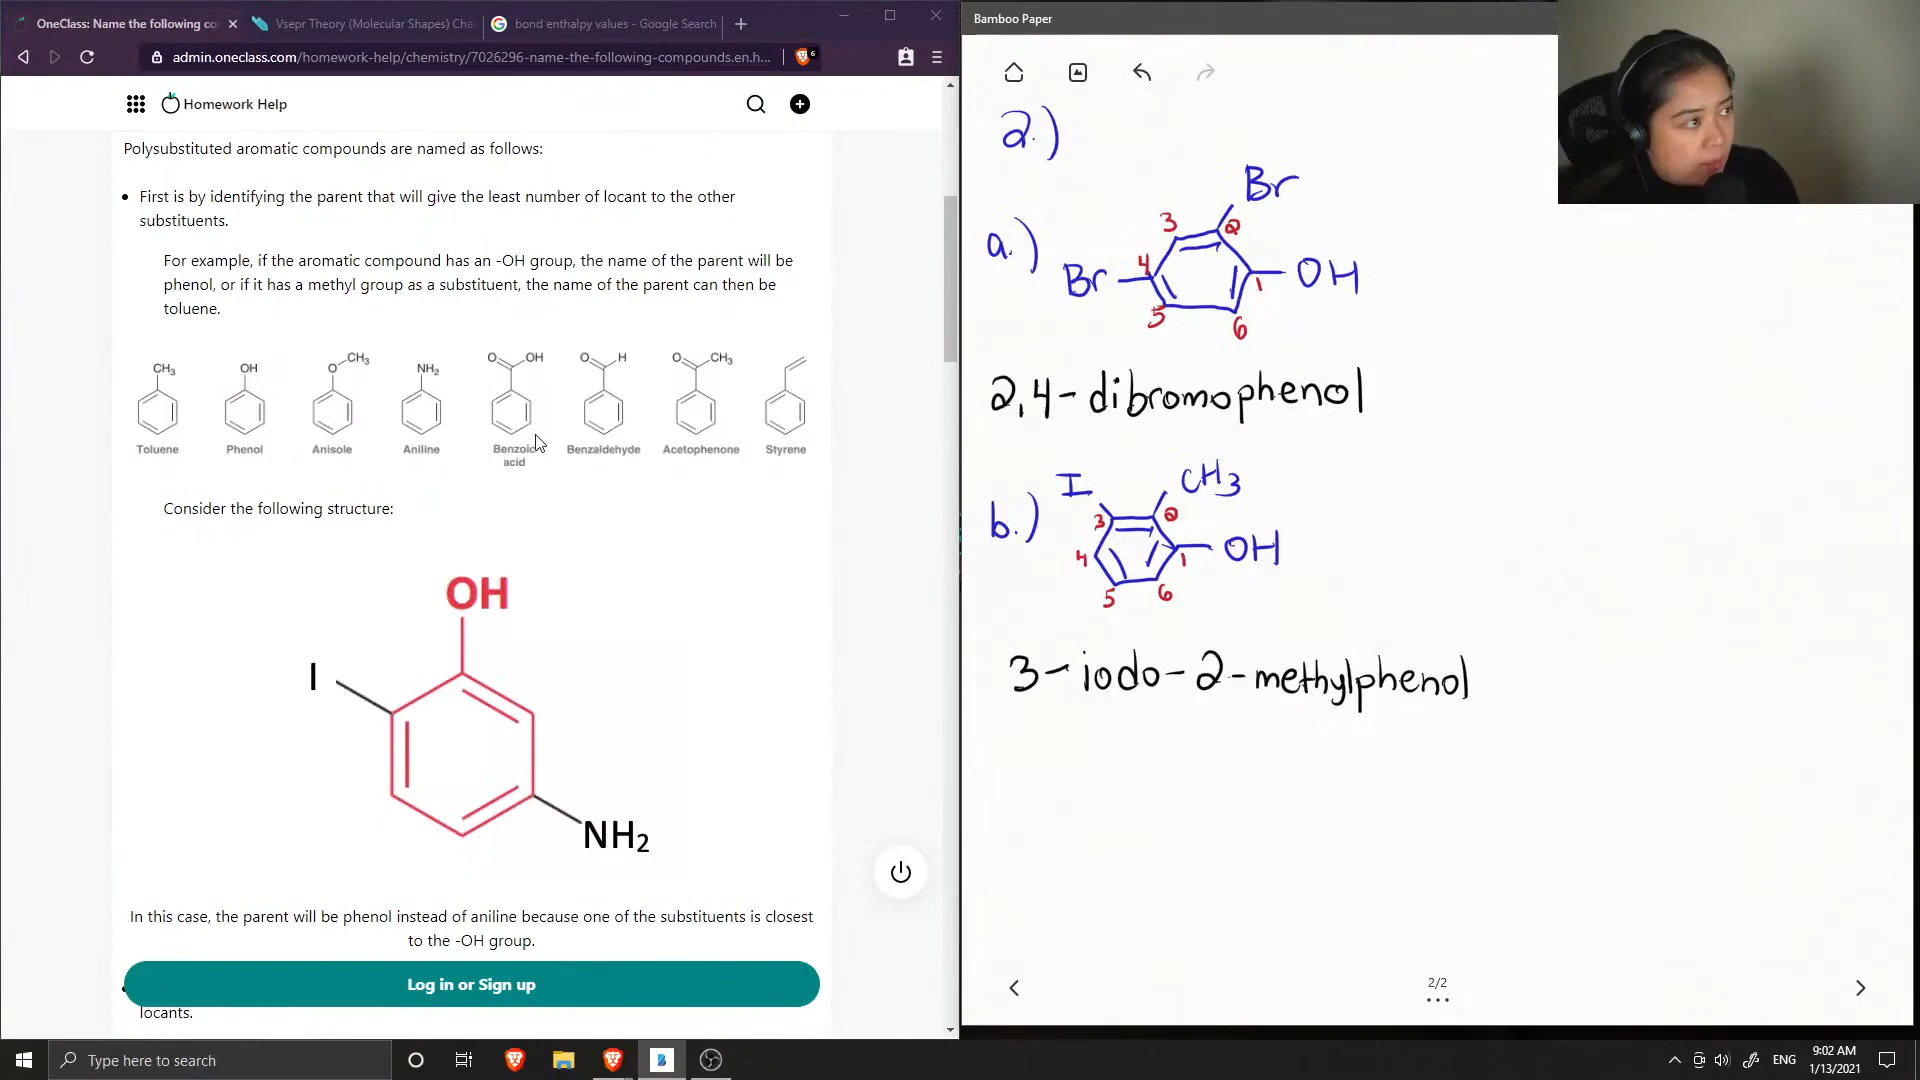 OneClass: Name the following co
Vsepr Theory (Molecular Shapes) Cha
bond enthalpy values - Google Search
admin.oneclass.com/homework-help/chemistry/7026296-name-the-following-compounds.en.h...
6
Homework Help
Polysubstituted aromatic compounds are named as follows:
First is by identifying the parent that will give the least number of locant to the other
substituents.
For example, if the aromatic compound has an -OH group, the name of the parent will be
phenol, or if it has a methyl group as a substituent, the name of the parent can then be
toluene.
CH3 OH O CH3 NH2 O OH O H O CH3
Toluene Phenol Anisole Aniline Benzoic acid Benzaldehyde Acetophenone Styrene
Consider the following structure:
OH
I
NH2
In this case, the parent will be phenol instead of aniline because one of the substituents is closest
to the -OH group.
Log in or Sign up
locants.
Bamboo Paper
2.)
a.)
Br
3 2
Br 4 1 OH
5 6
2,4-dibromophenol
b.)
I CH3
3 2
4 1 OH
5 6
3-iodo-2-methylphenol
2/2
Type here to search
B
ENG
9:02 AM
1/13/2021